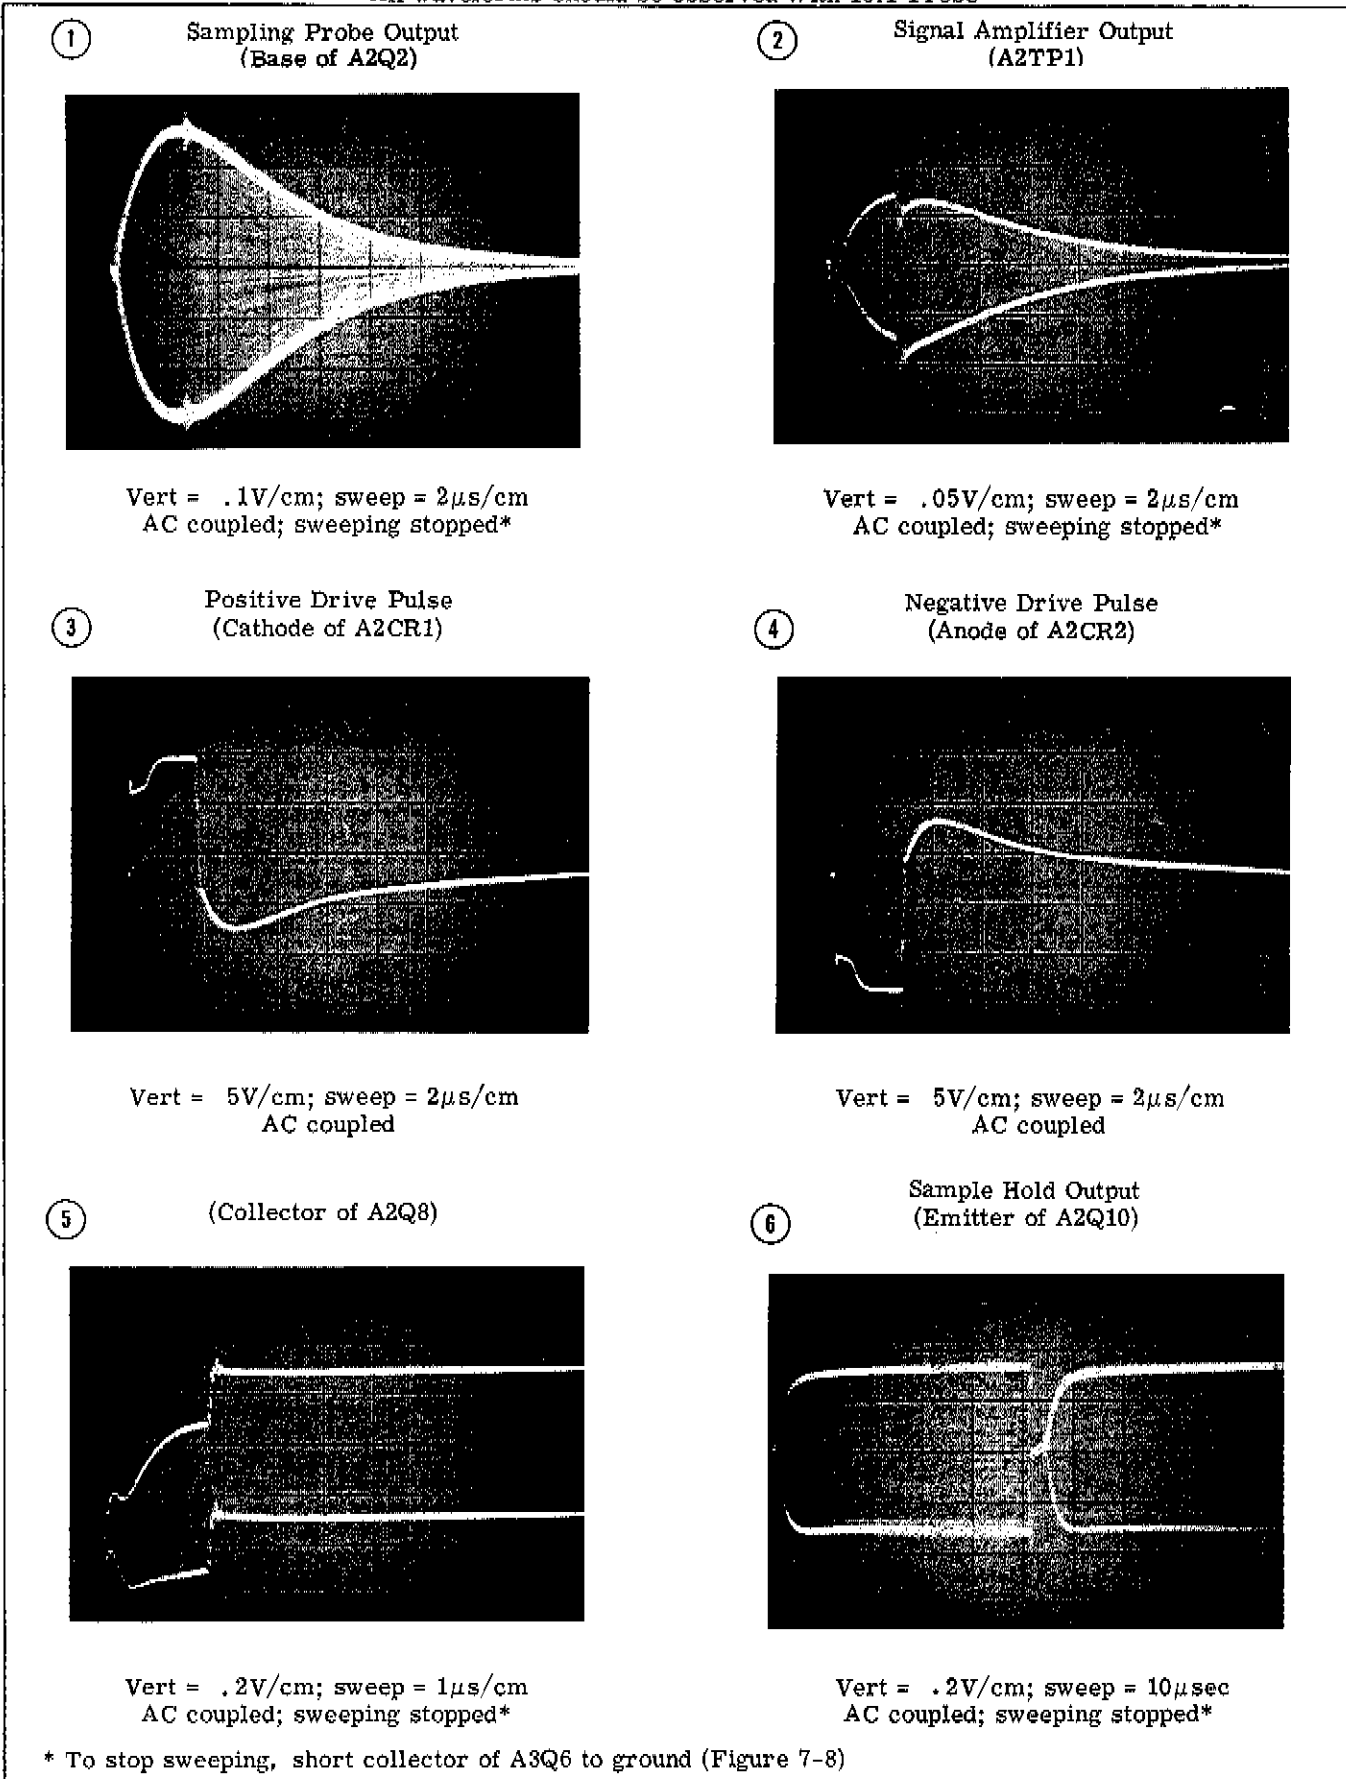 ①
Sampling Probe Output
(Base of A2Q2)
②
Signal Amplifier Output
(A2TP1)
Vert = .1V/cm; sweep = 2μs/cm
AC coupled; sweeping stopped*
Vert = .05V/cm; sweep = 2μs/cm
AC coupled; sweeping stopped*
③
Positive Drive Pulse
(Cathode of A2CR1)
④
Negative Drive Pulse
(Anode of A2CR2)
Vert = 5V/cm; sweep = 2μs/cm
AC coupled
Vert = 5V/cm; sweep = 2μs/cm
AC coupled
⑤
(Collector of A2Q8)
⑥
Sample Hold Output
(Emitter of A2Q10)
Vert = .2V/cm; sweep = 1μs/cm
AC coupled; sweeping stopped*
Vert = .2V/cm; sweep = 10μsec
AC coupled; sweeping stopped*
* To stop sweeping, short collector of A3Q6 to ground (Figure 7-8)